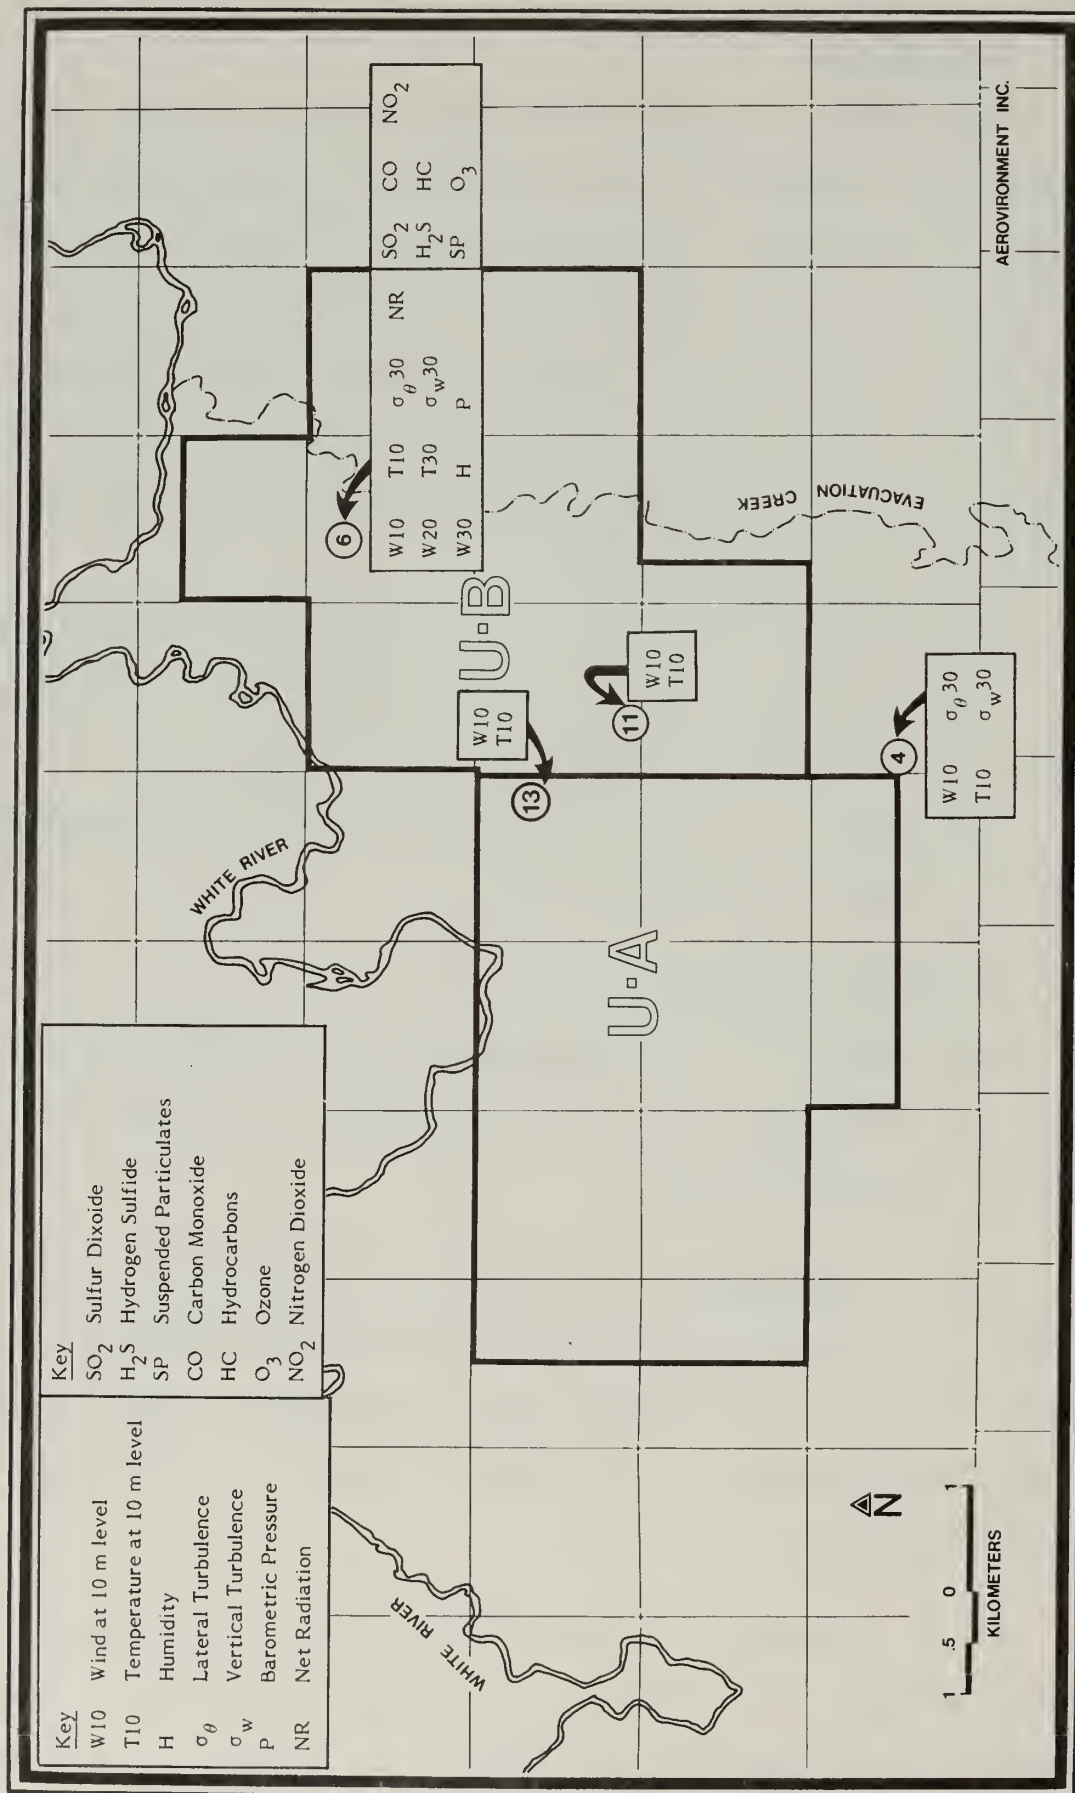 Key
W10 Wind at 10 m level
T10 Temperature at 10 m level
H Humidity
σθ Lateral Turbulence
σw Vertical Turbulence
P Barometric Pressure
NR Net Radiation
Key
SO2 Sulfur Dixoide
H2S Hydrogen Sulfide
SP Suspended Particulates
CO Carbon Monoxide
HC Hydrocarbons
O3 Ozone
NO2 Nitrogen Dioxide
WHITE RIVER
WHITE RIVER
6
W10 T10 σθ30 NR
W20 T30 σw30
W30 H P
SO2 CO NO2
H2S HC
SP O3
U-B
W10
T10
13
11
W10
T10
U-A
EVACUATION CREEK
4
W10 σθ30
T10 σw30
N
1 .5 0 1
KILOMETERS
AEROVIRONMENT INC.